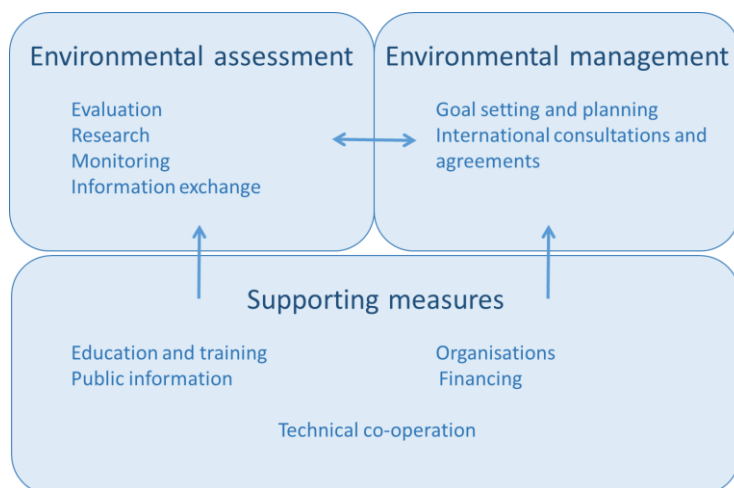 Environmental assessment
Evaluation
Research
Monitoring
Information exchange
Environmental management
Goal setting and planning
International consultations and
agreements
Supporting measures
Education and training
Public information
Organisations
Financing
Technical co-operation